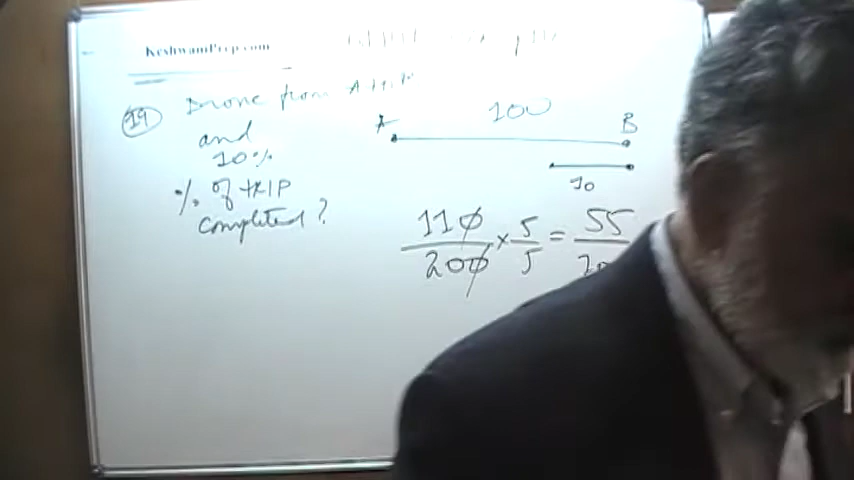 KeshwaniPrep.com
19 Drone from A trip
and
10%
% of tRIP
completed?
A 100 B
10
110/200 × 5/5 = 55